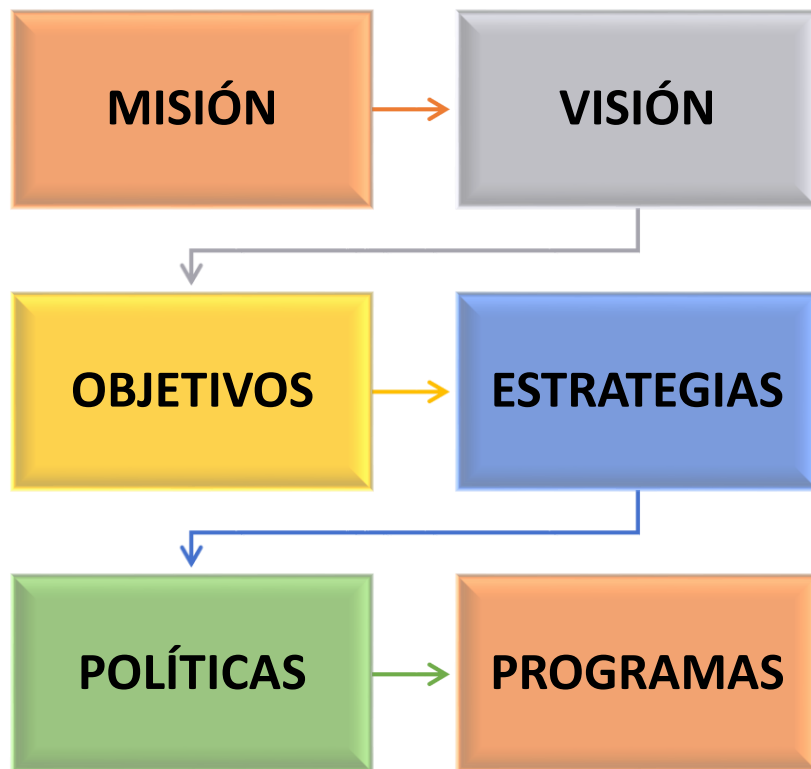 MISIÓN
VISIÓN
OBJETIVOS
ESTRATEGIAS
POLÍTICAS
PROGRAMAS